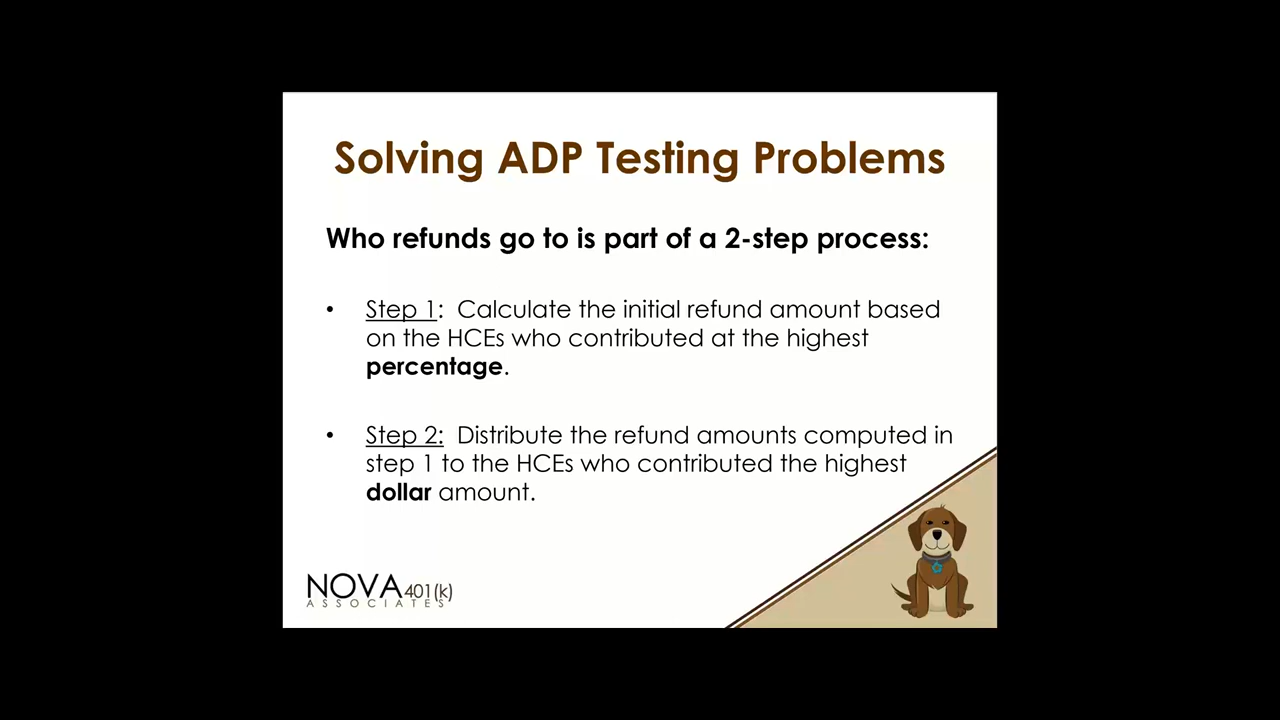 Solving ADP Testing Problems
Who refunds go to is part of a 2-step process:
• Step 1: Calculate the initial refund amount based
on the HCEs who contributed at the highest
percentage.
• Step 2: Distribute the refund amounts computed in
step 1 to the HCEs who contributed the highest
dollar amount.
NOVA 401(k)
ASSOCIATES